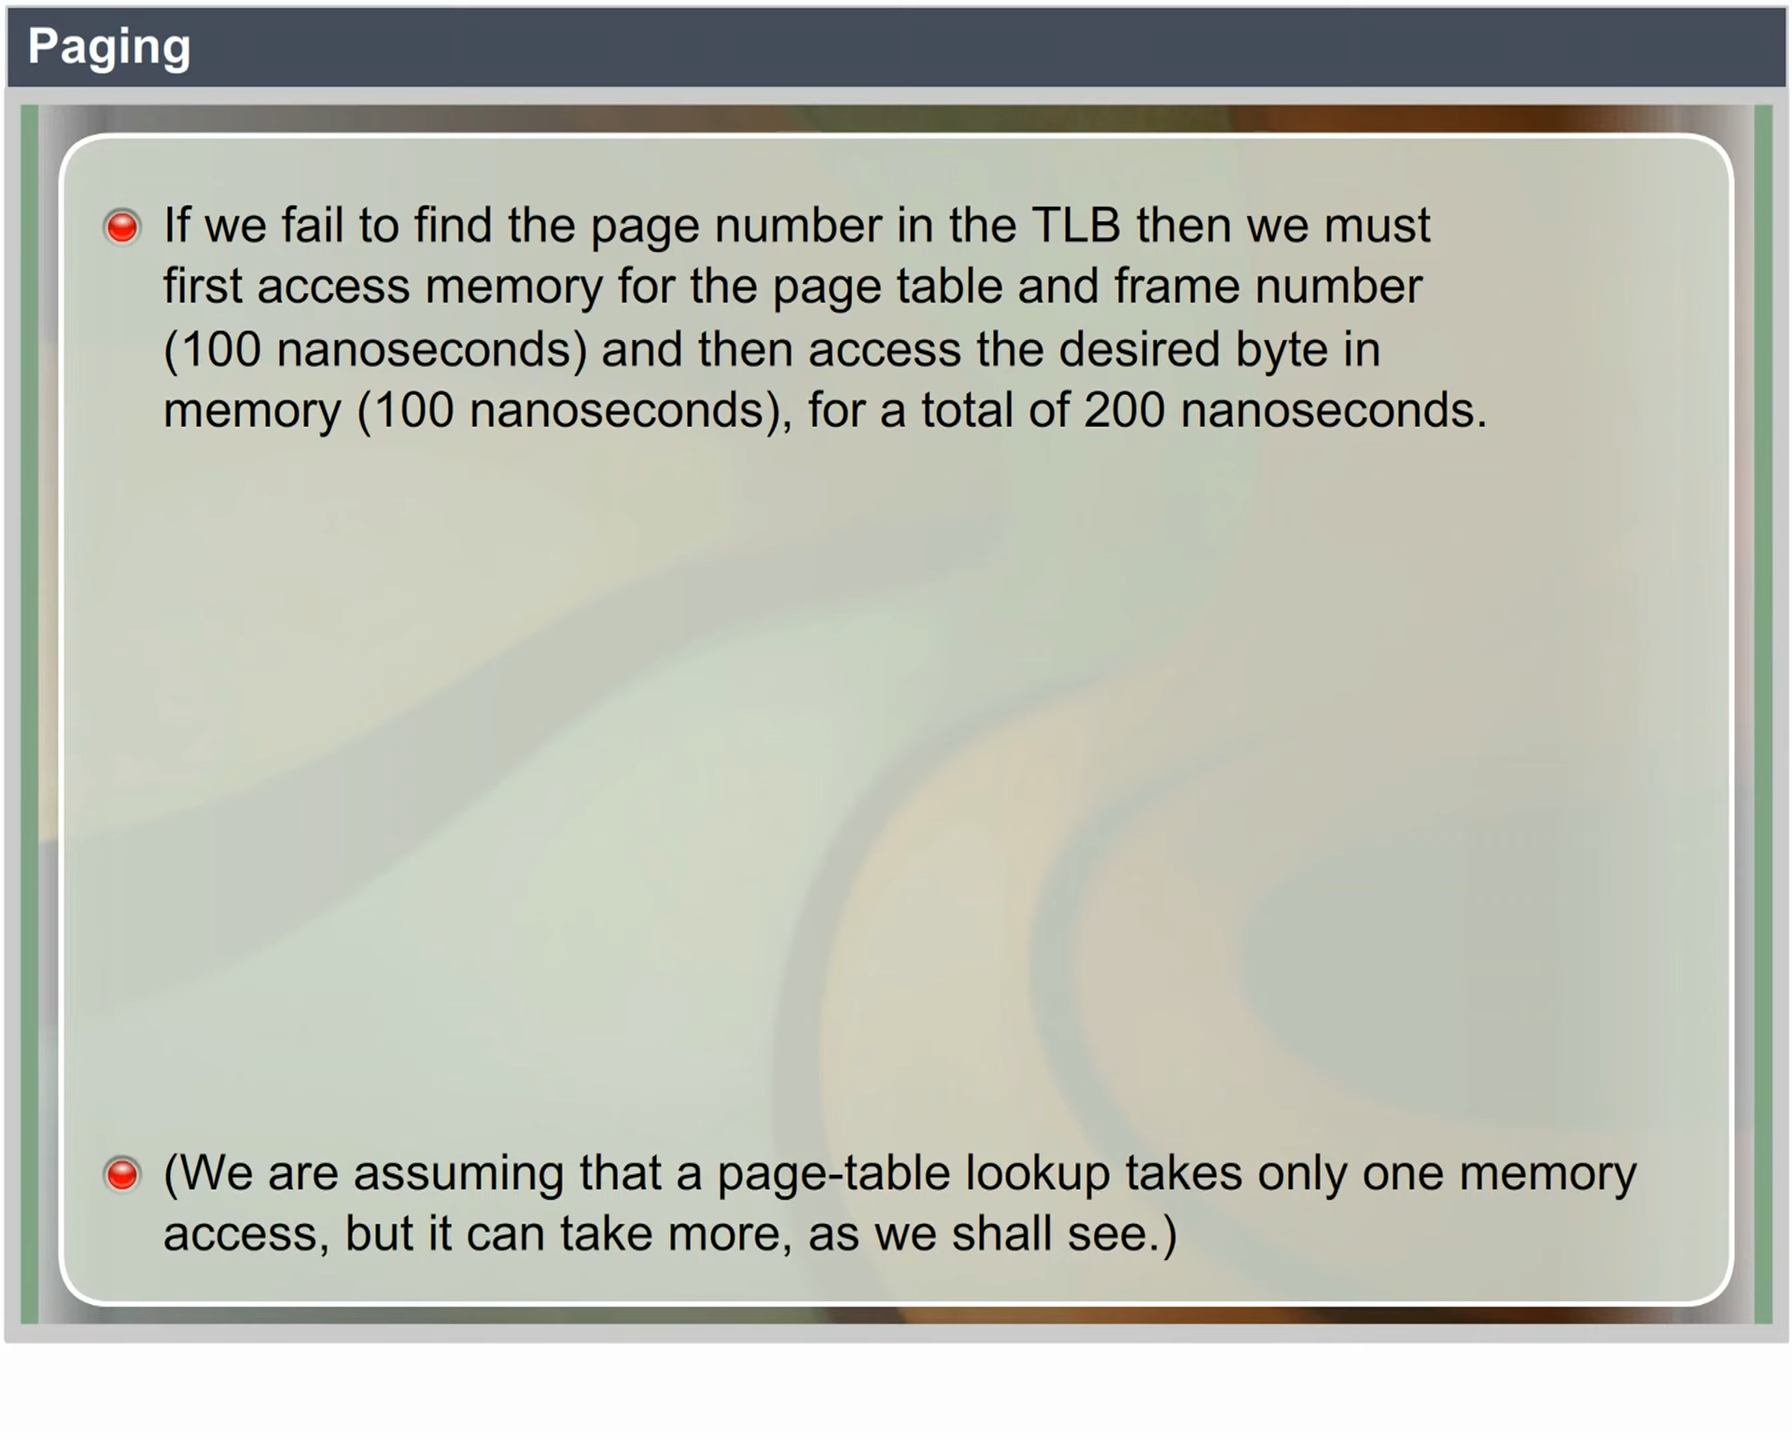 Paging
If we fail to find the page number in the TLB then we must
first access memory for the page table and frame number
(100 nanoseconds) and then access the desired byte in
memory (100 nanoseconds), for a total of 200 nanoseconds.
(We are assuming that a page-table lookup takes only one memory
access, but it can take more, as we shall see.)